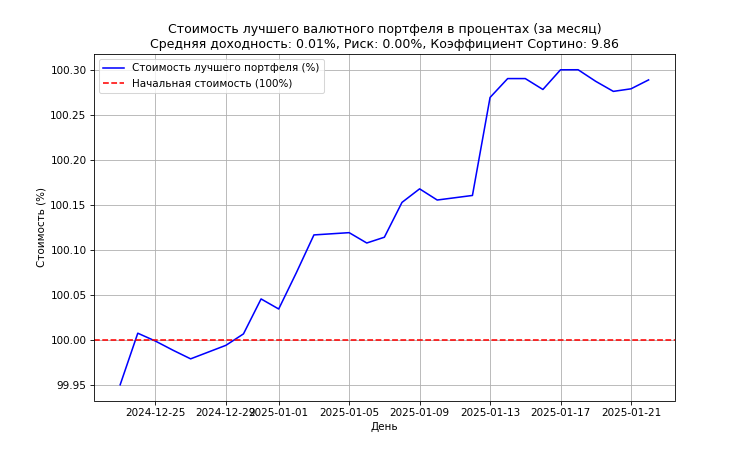 Стоимость лучшего валютного портфеля в процентах (за месяц)
Средняя доходность: 0.01%, Риск: 0.00%, Коэффициент Сортино: 9.86
Стоимость лучшего портфеля (%)
Начальная стоимость (100%)
Стоимость (%)
100.30
100.25
100.20
100.15
100.10
100.05
100.00
99.95
2024-12-25 2024-12-29 2025-01-01 2025-01-05 2025-01-09 2025-01-13 2025-01-17 2025-01-21
День